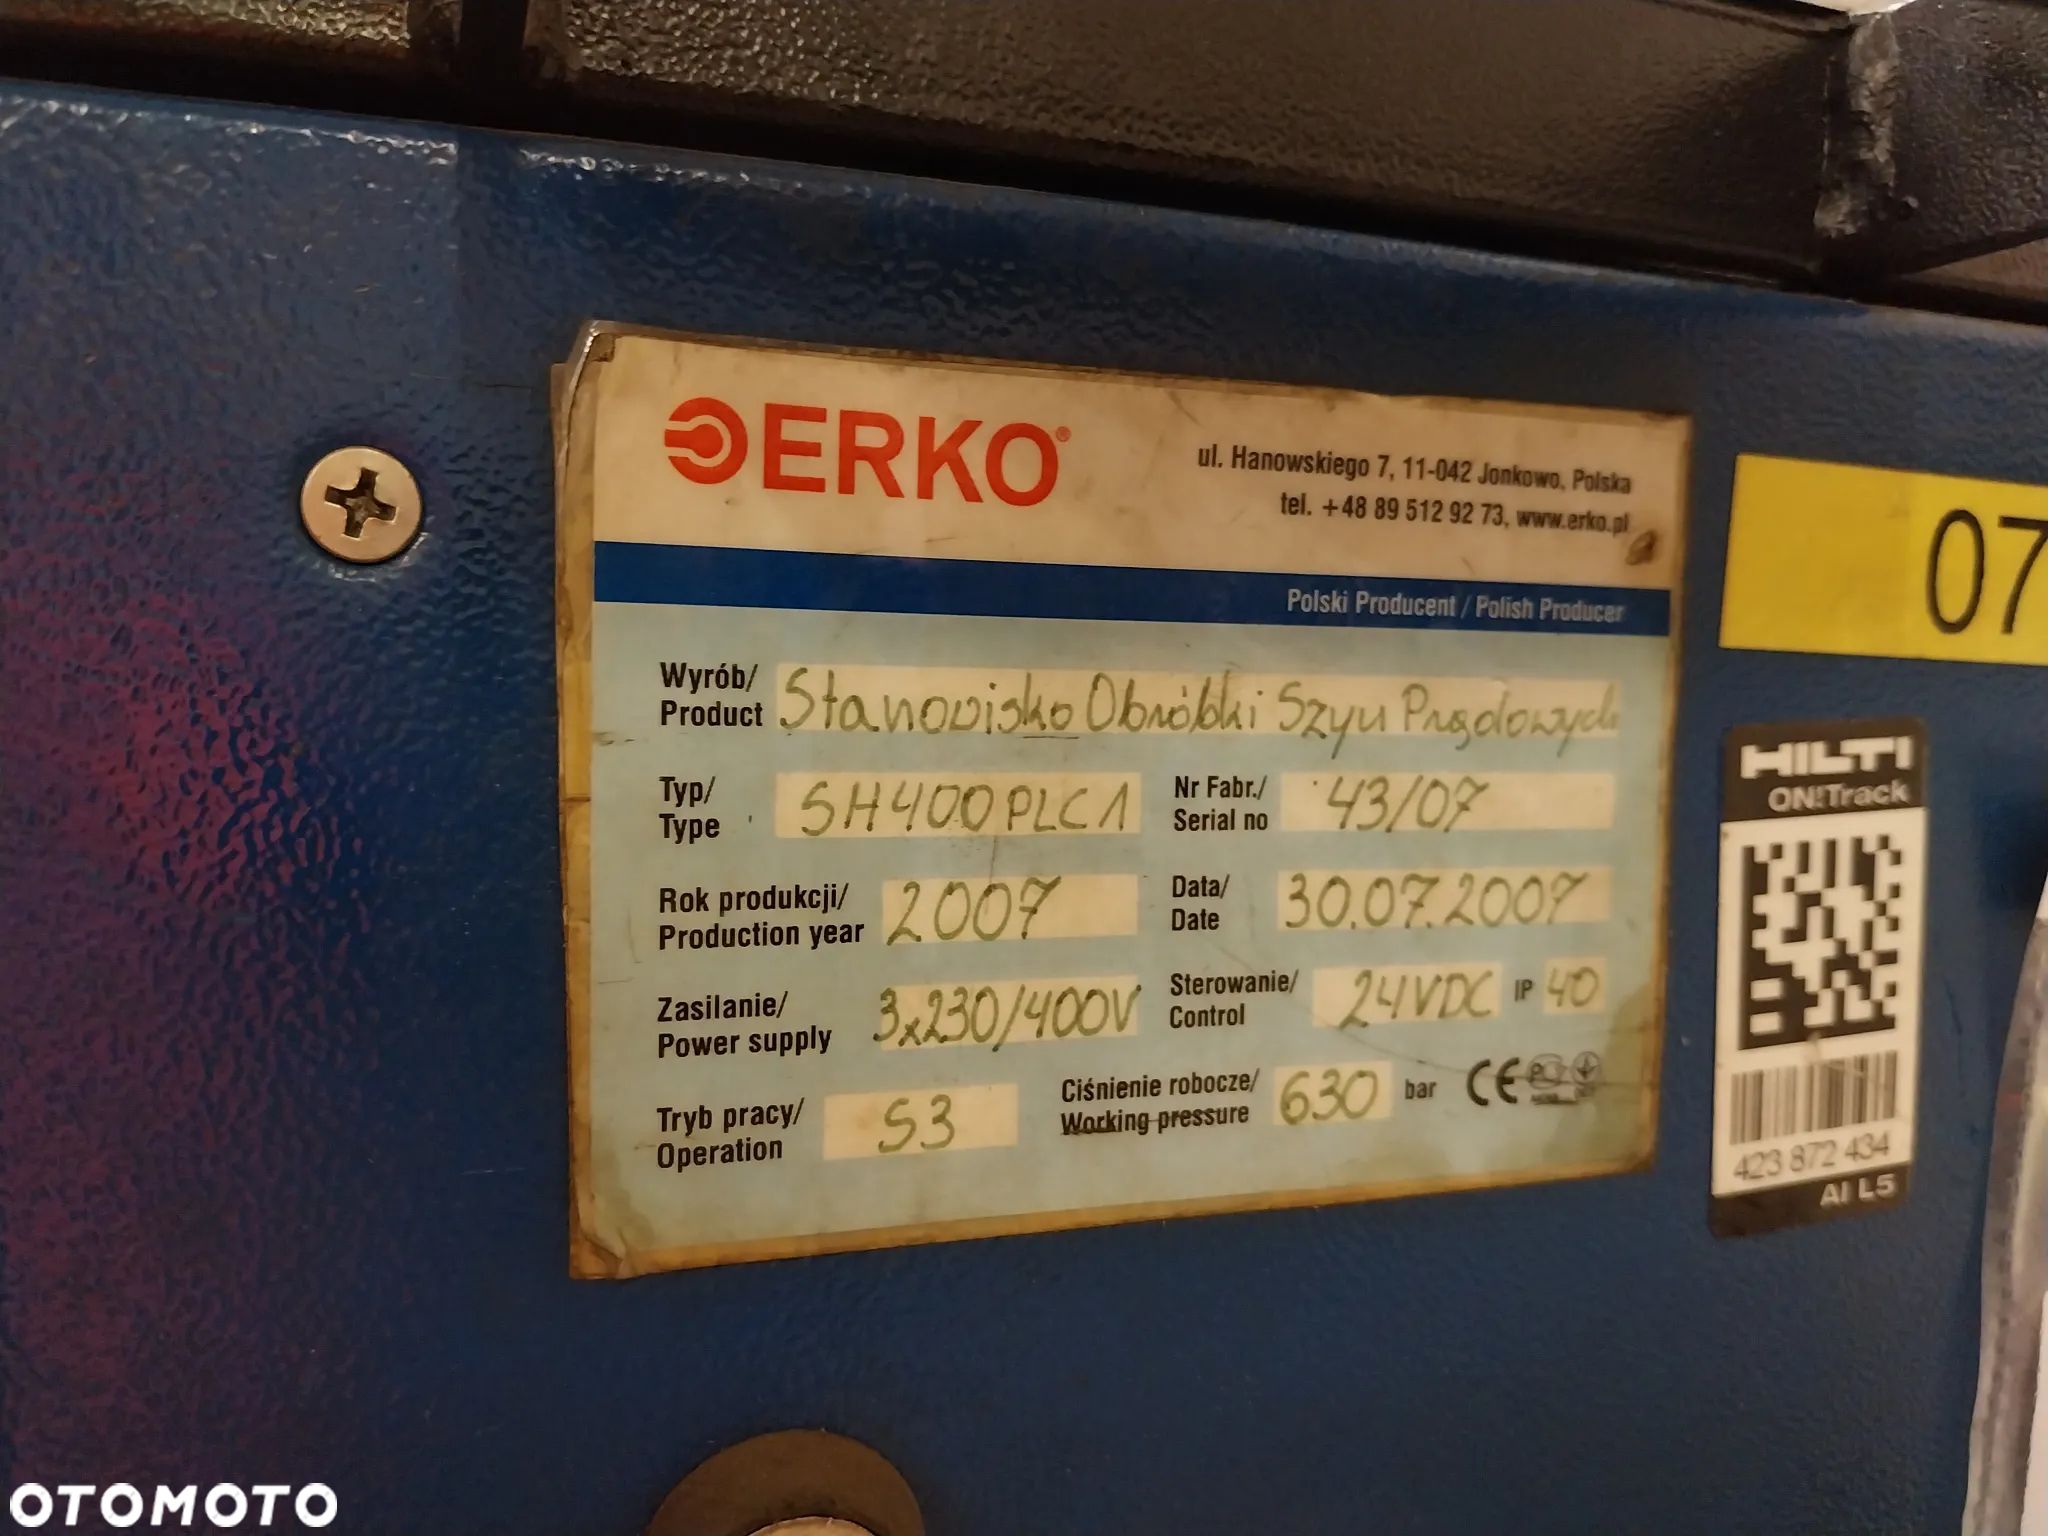 ERKO®
ul. Hanowskiego 7, 11-042 Jonkowo, Polska
tel. +48 89 512 92 73, www.erko.pl
Polski Producent / Polish Producer
Wyrób/
Product
Stanowisko Obróbki Szyn Prądowych
Typ/
Type
SH400PLC1
Nr Fabr./
Serial no
43/07
Rok produkcji/
Production year
2007
Data/
Date
30.07.2007
Zasilanie/
Power supply
3x230/400V
Sterowanie/
Control
24VDC
IP 40
Tryb pracy/
Operation
S3
Ciśnienie robocze/
Working pressure
630 bar
CE
07
HILTI
ON!Track
423 872 434
AI L5
OTOMOTO